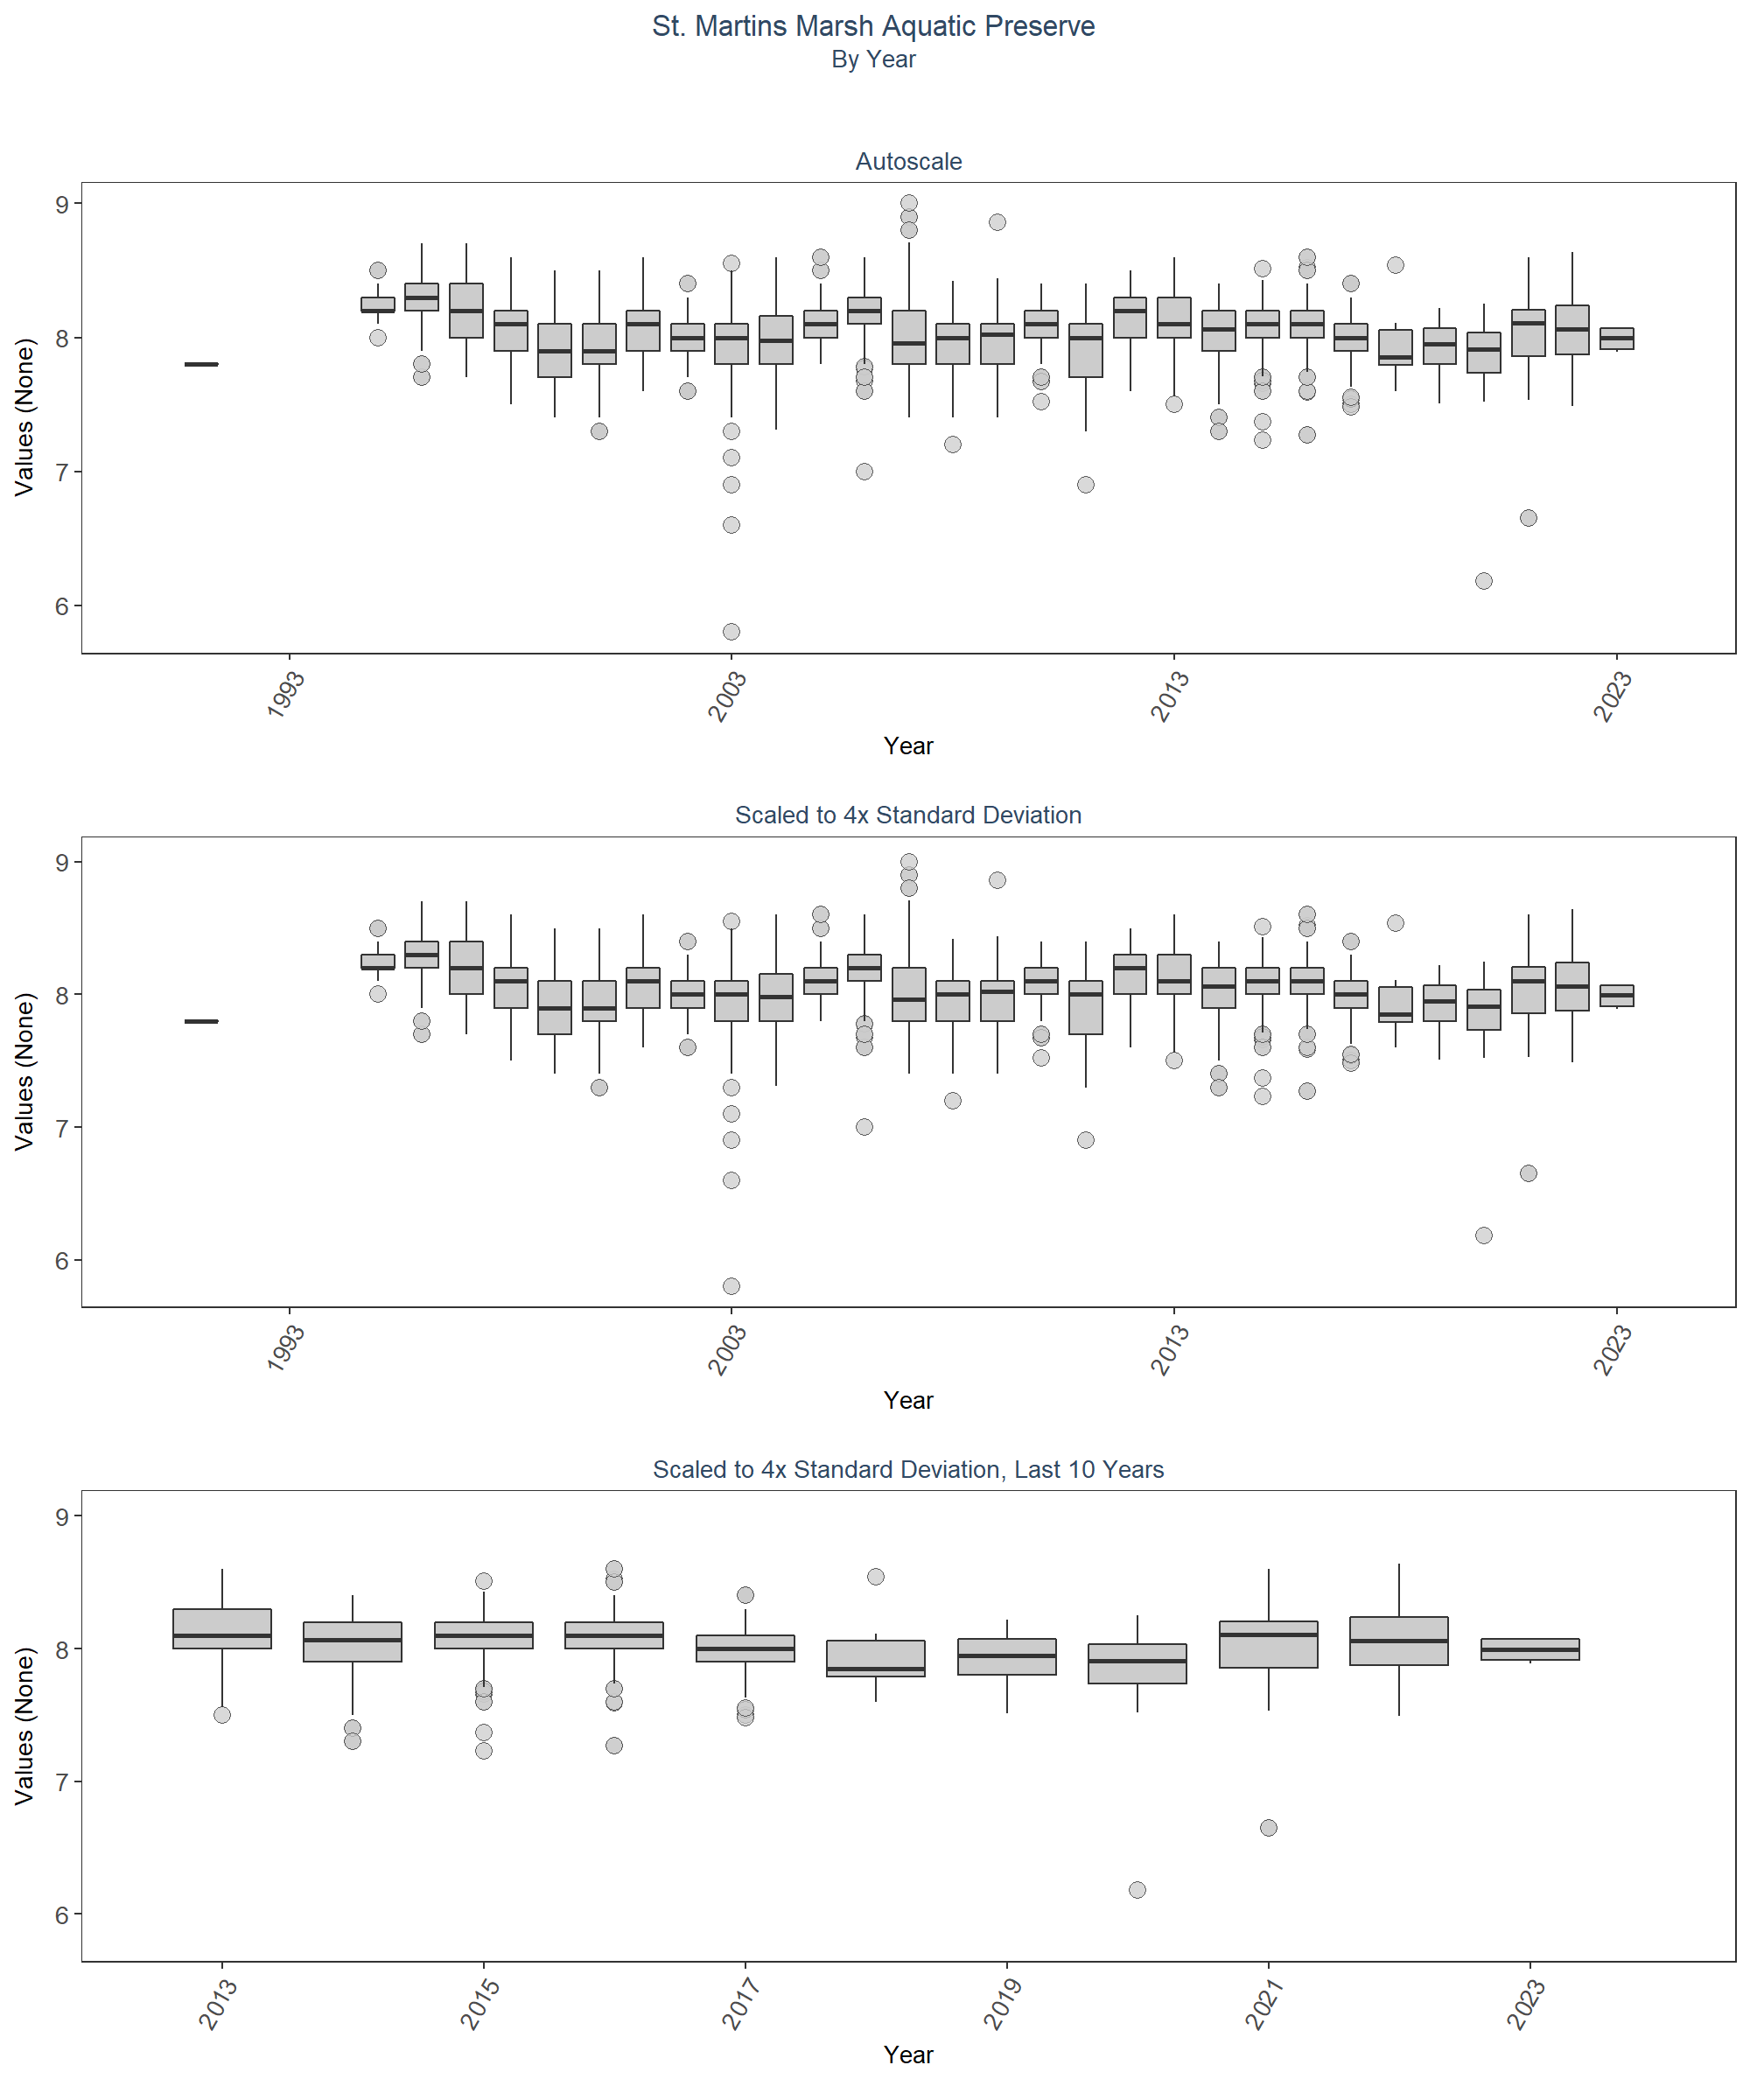 St. Martins Marsh Aquatic Preserve
By Year
Autoscale
9
8
7
6
Values (None)
1993
2003
2013
2023
Year
Scaled to 4x Standard Deviation
9
8
7
6
Values (None)
1993
2003
2013
2023
Year
Scaled to 4x Standard Deviation, Last 10 Years
9
8
7
6
Values (None)
2013
2015
2017
2019
2021
2023
Year